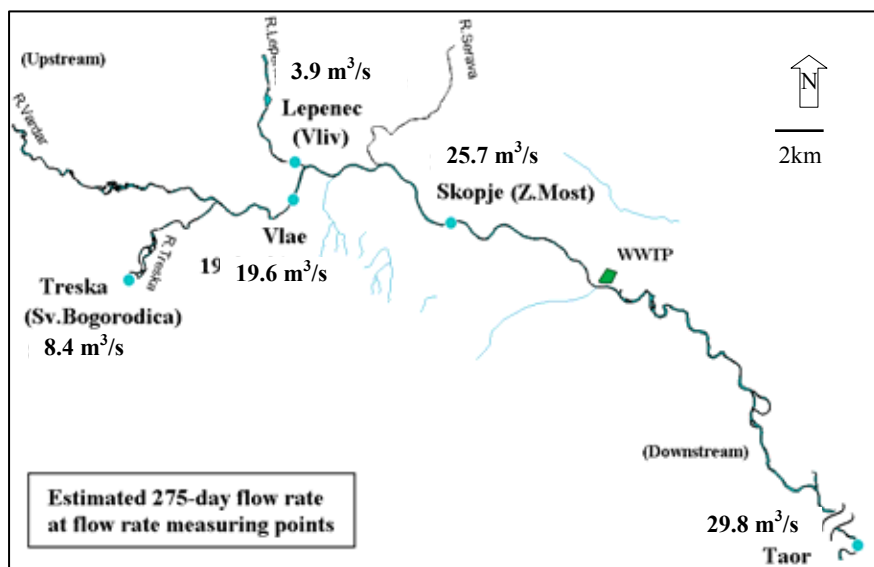 (Upstream)
R.Lepe
R.Serava
3.9 m³/s
N
Lepenec
(Vliv)
R.Vardar
25.7 m³/s
2km
Skopje (Z.Most)
Vlae
WWTP
R.Treska
19
19.6 m³/s
Treska
(Sv.Bogorodica)
8.4 m³/s
(Downstream)
Estimated 275-day flow rate
at flow rate measuring points
29.8 m³/s
Taor